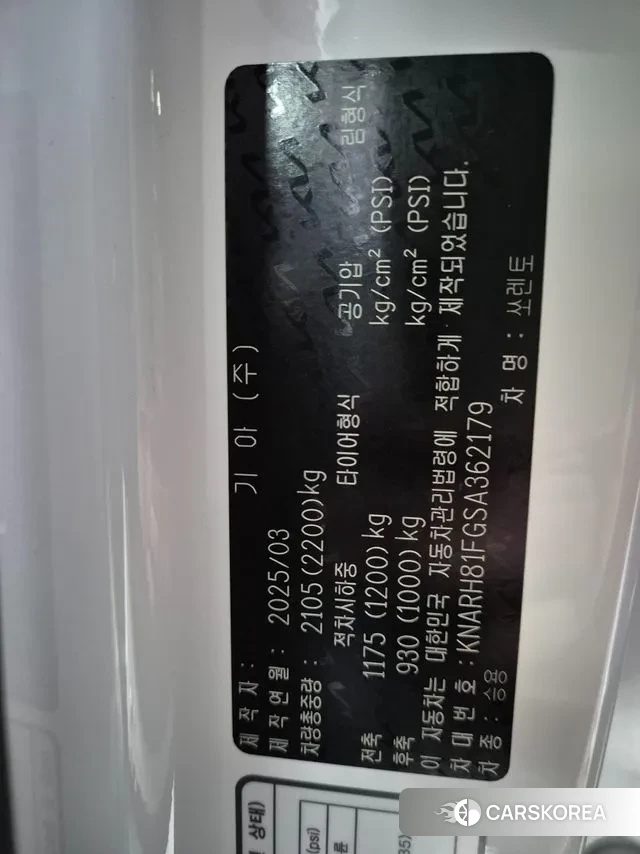 제 작 자 : 기 아 (주)
제 작 연 월 : 2025/03
차량총중량 : 2105(2200)kg
적차시하중 타이어형식 공기압 림형식
전축 1175(1200)kg kg/cm² (PSI)
후축 930(1000)kg kg/cm² (PSI)
이 자동차는 대한민국 자동차관리법령에 적합하게 제작되었습니다.
차 대 번 호 : KNARH81FGSA362179
차 종 : 승용 차 명 : 쏘렌토
상태)
(psi)
CARSKOREA